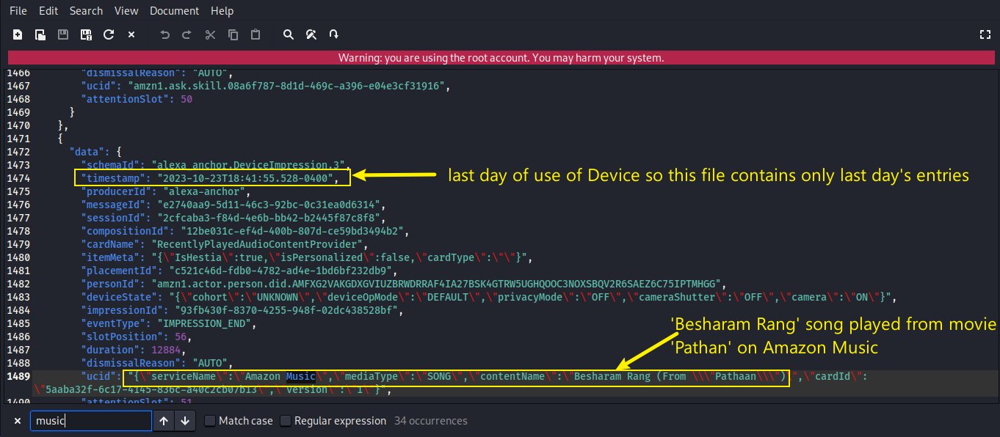 File Edit Search View Document Help
Warning: you are using the root account. You may harm your system.
1466 "dismissalReason": "AUTO",
1467 "ucid": "amzn1.ask.skill.08a6f787-8d1d-469c-a396-e04e3cf31916",
1468 "attentionSlot": 50
1469 }
1470 },
1471 {
1472 "data": {
1473 "schemaId": "alexa_anchor.DeviceImpression.3",
1474 "timestamp": "2023-10-23T18:41:55.528-0400",
last day of use of Device so this file contains only last day's entries
1475 "producerId": "alexa-anchor",
1476 "messageId": "e2740aa9-5d11-46c3-92bc-0c31ea0d6314",
1477 "sessionId": "2cfcaba3-f84d-4e6b-bb42-b2445f87c8f8",
1478 "compositionId": "12be031c-ef4d-400b-807d-ce59bd3494b2",
1479 "cardName": "RecentlyPlayedAudioContentProvider",
1480 "itemMeta": "{\"IsHestia\":true,\"isPersonalized\":false,\"cardType\":\"\"}",
1481 "placementId": "c521c46d-fdb0-4782-ad4e-1bd6bf232db9",
1482 "personId": "amzn1.actor.person.did.AMFXG2VAKGDXGVIUZBRWDRRAF4IA27BSK4GTRW5UGHQOOC3NOXSBQV2R6SAEZ6C75IPTMHGG",
1483 "deviceState": "{\"cohort\":\"UNKNOWN\",\"deviceOpMode\":\"DEFAULT\",\"privacyMode\":\"OFF\",\"cameraShutter\":\"OFF\",\"camera\":\"ON\"}",
1484 "impressionId": "93fb430f-8370-4255-948f-02dc438528bf",
1485 "eventType": "IMPRESSION_END",
1486 "slotPosition": 56,
1487 "duration": 12884,
1488 "dismissalReason": "AUTO",
'Besharam Rang' song played from movie
'Pathan' on Amazon Music
1489 "ucid": "{\"serviceName\":\"Amazon Music\",\"mediaType\":\"SONG\",\"contentName\":\"Besharam Rang (From \\\"Pathaan\\\")\",\"cardId\":
\"5aaba32f-6c17-4145-836c-a40c2cb07b13\",\"version\":\"1\"}",
1490 "attentionSlot": 51
music Match case Regular expression 34 occurrences